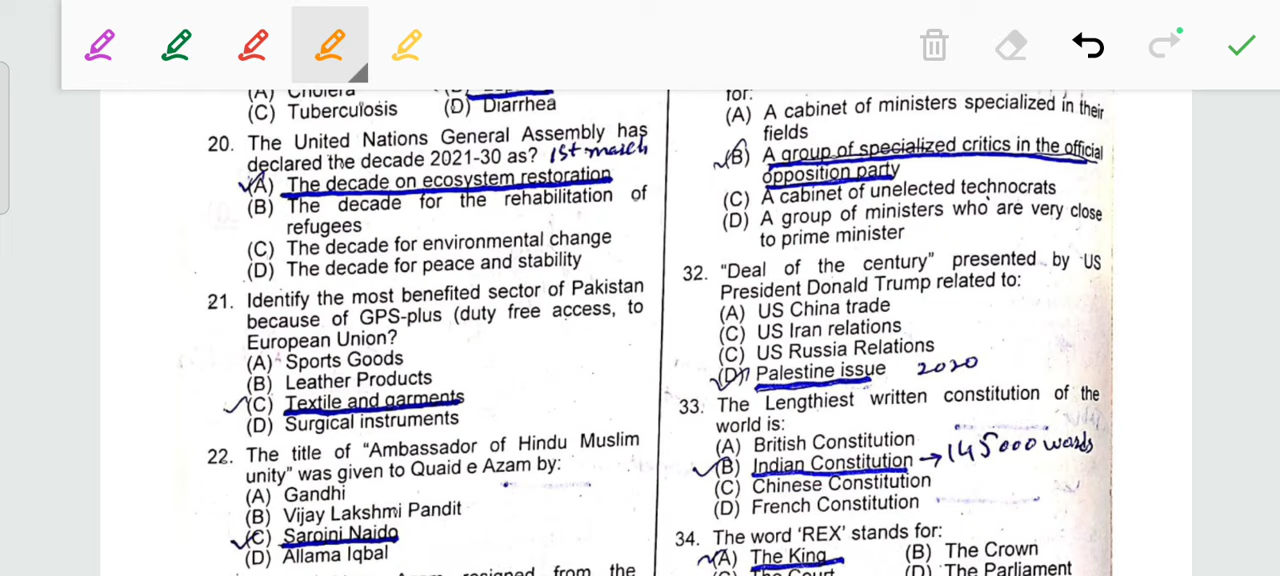 (A) Cholera
(C) Tuberculosis (D) Diarrhea
20. The United Nations General Assembly has
declared the decade 2021-30 as? 1st march
(A) The decade on ecosystem restoration
(B) The decade for the rehabilitation of
refugees
(C) The decade for environmental change
(D) The decade for peace and stability
21. Identify the most benefited sector of Pakistan
because of GPS-plus (duty free access, to
European Union?
(A) Sports Goods
(B) Leather Products
(C) Textile and garments
(D) Surgical instruments
22. The title of "Ambassador of Hindu Muslim
unity" was given to Quaid e Azam by:
(A) Gandhi
(B) Vijay Lakshmi Pandit
(C) Saroini Naido
(D) Allama Iqbal
resigned from the
for:
(A) A cabinet of ministers specialized in their
fields
(B) A group of specialized critics in the official
opposition party
(C) A cabinet of unelected technocrats
(D) A group of ministers who are very close
to prime minister
32. "Deal of the century" presented by US
President Donald Trump related to:
(A) US China trade
(C) US Iran relations
(C) US Russia Relations
(D) Palestine issue 2020
33. The Lengthiest written constitution of the
world is:
(A) British Constitution
(B) Indian Constitution → 145000 words
(C) Chinese Constitution
(D) French Constitution
34. The word 'REX' stands for:
(A) The King (B) The Crown
(C) The Court (D) The Parliament